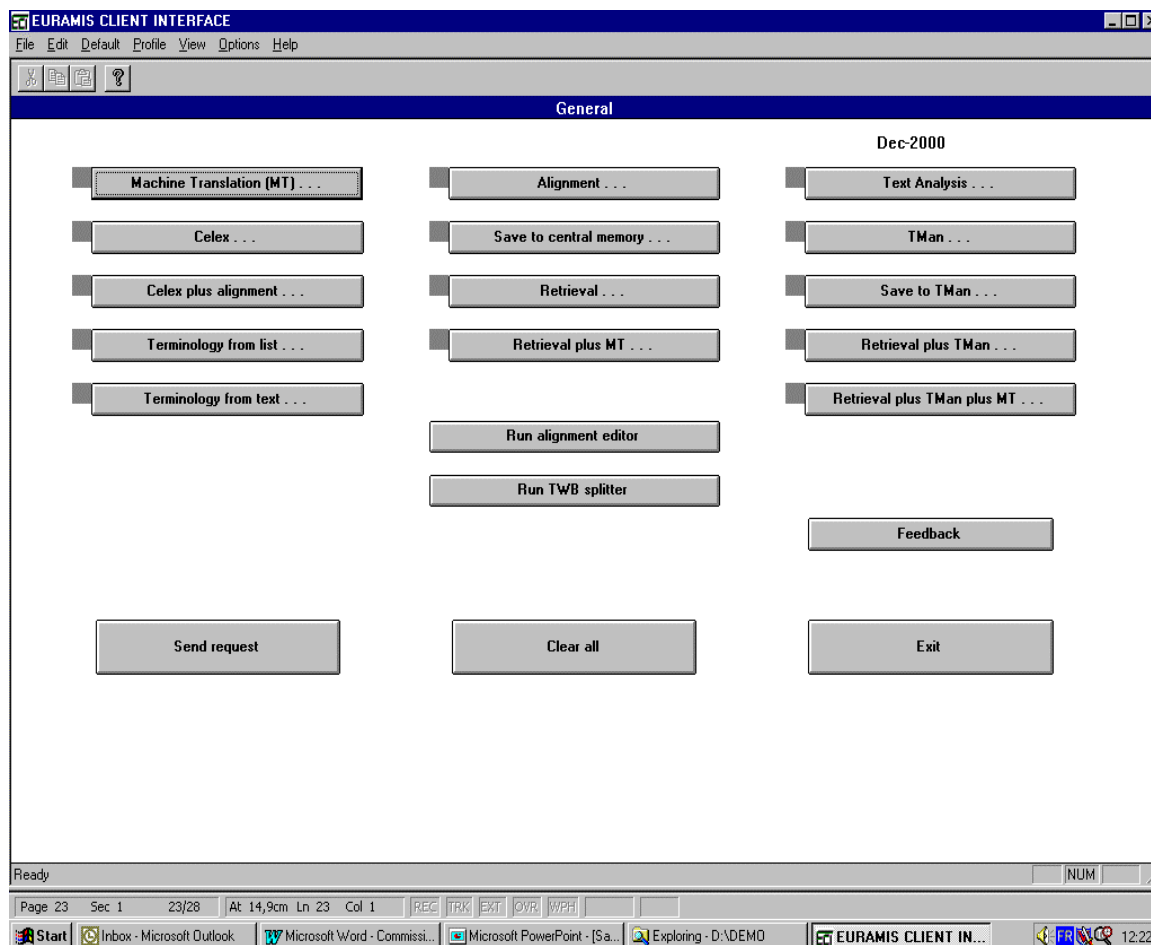 EURAMIS CLIENT INTERFACE
File Edit Default Profile View Options Help
General
Dec-2000
Machine Translation (MT) . . .
Alignment . . .
Text Analysis . . .
Celex . . .
Save to central memory . . .
TMan . . .
Celex plus alignment . . .
Retrieval . . .
Save to TMan . . .
Terminology from list . . .
Retrieval plus MT . . .
Retrieval plus TMan . . .
Terminology from text . . .
Retrieval plus TMan plus MT . . .
Run alignment editor
Run TWB splitter
Feedback
Send request
Clear all
Exit
Ready NUM
Page 23 Sec 1 23/28 At 14,9cm Ln 23 Col 1 REC TRK EXT OVR WPH
Start Inbox - Microsoft Outlook Microsoft Word - Commissi... Microsoft PowerPoint - [Sa... Exploring - D:\DEMO EURAMIS CLIENT IN... FR 12:22